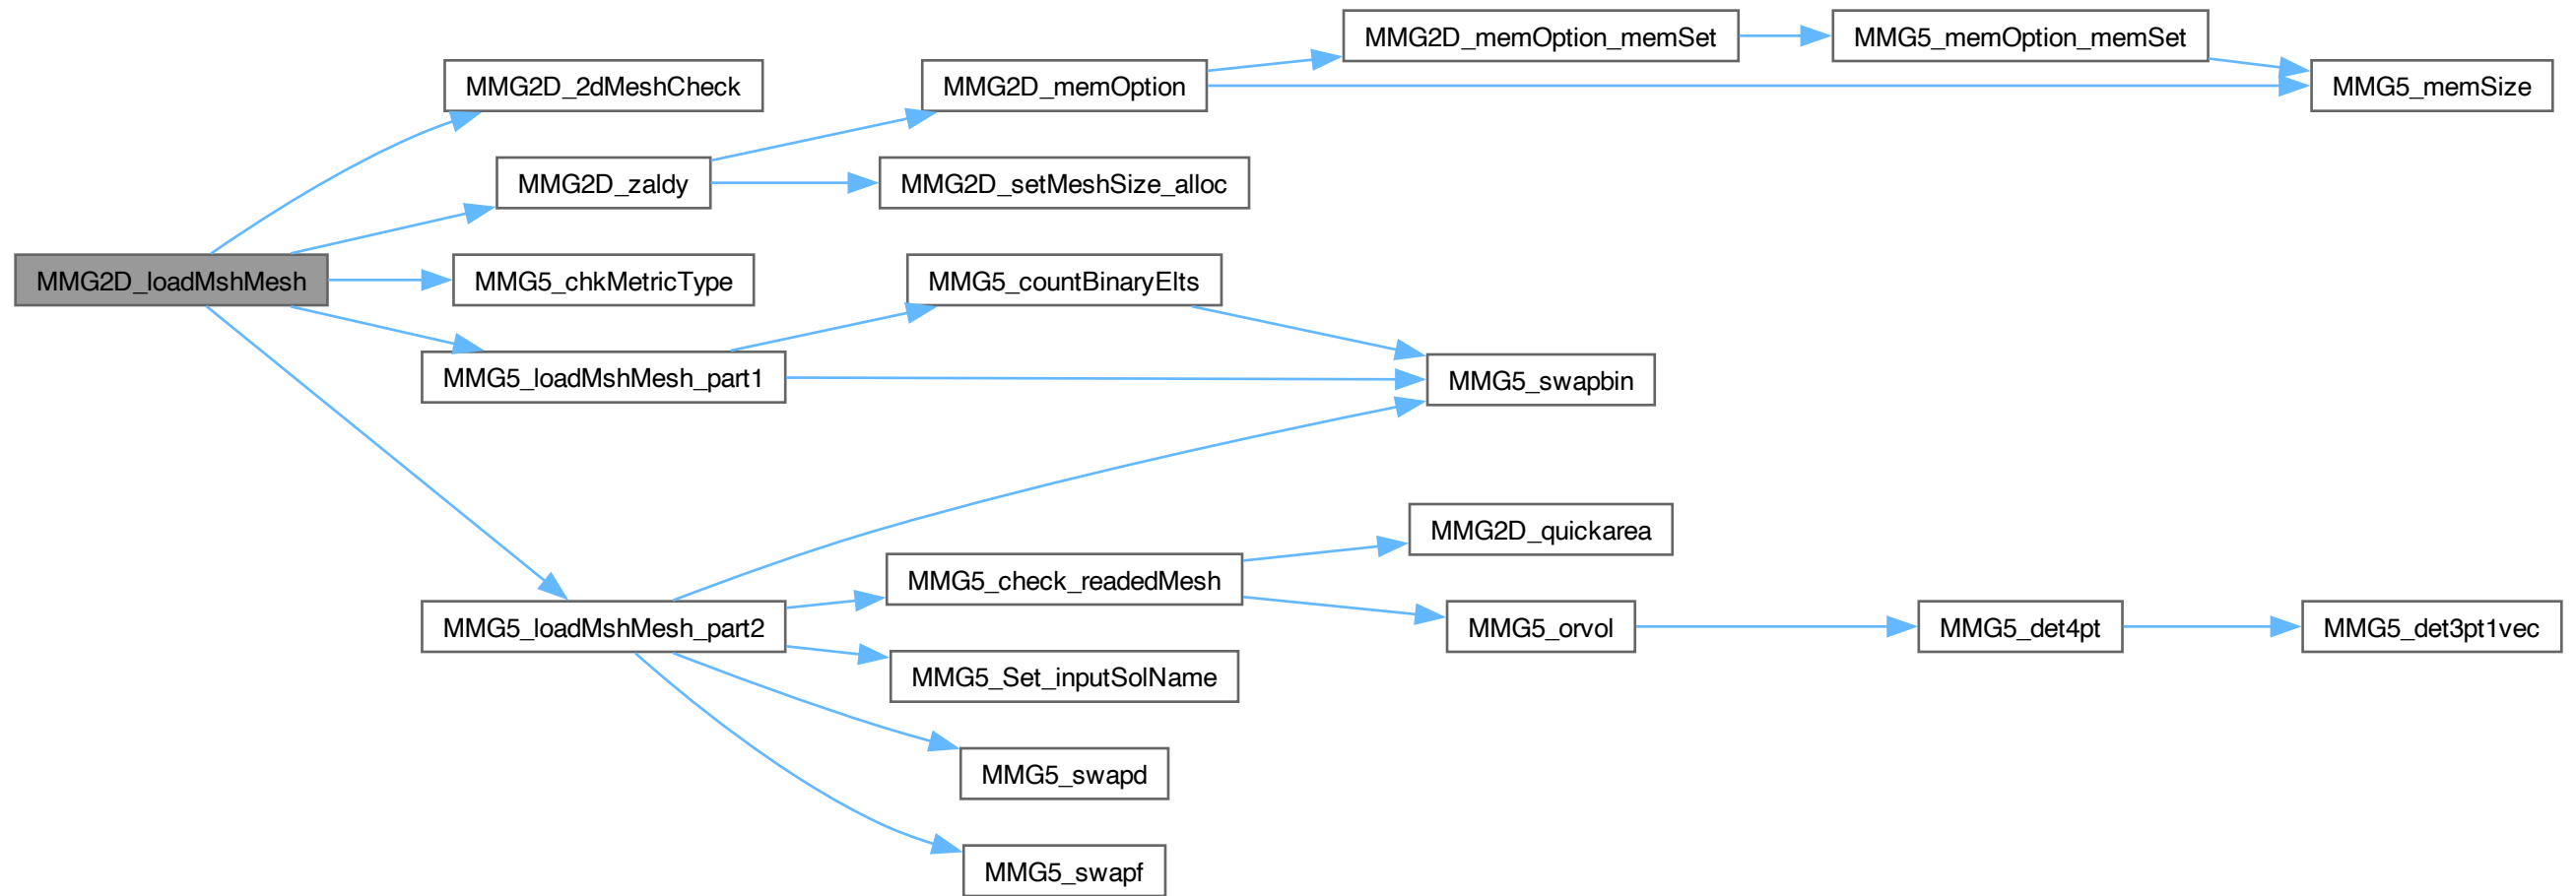 MMG2D_memOption_memSet
MMG5_memOption_memSet
MMG2D_2dMeshCheck
MMG2D_memOption
MMG5_memSize
MMG2D_zaldy
MMG2D_setMeshSize_alloc
MMG2D_loadMshMesh
MMG5_chkMetricType
MMG5_countBinaryElts
MMG5_loadMshMesh_part1
MMG5_swapbin
MMG2D_quickarea
MMG5_check_readedMesh
MMG5_loadMshMesh_part2
MMG5_orvol
MMG5_det4pt
MMG5_det3pt1vec
MMG5_Set_inputSolName
MMG5_swapd
MMG5_swapf